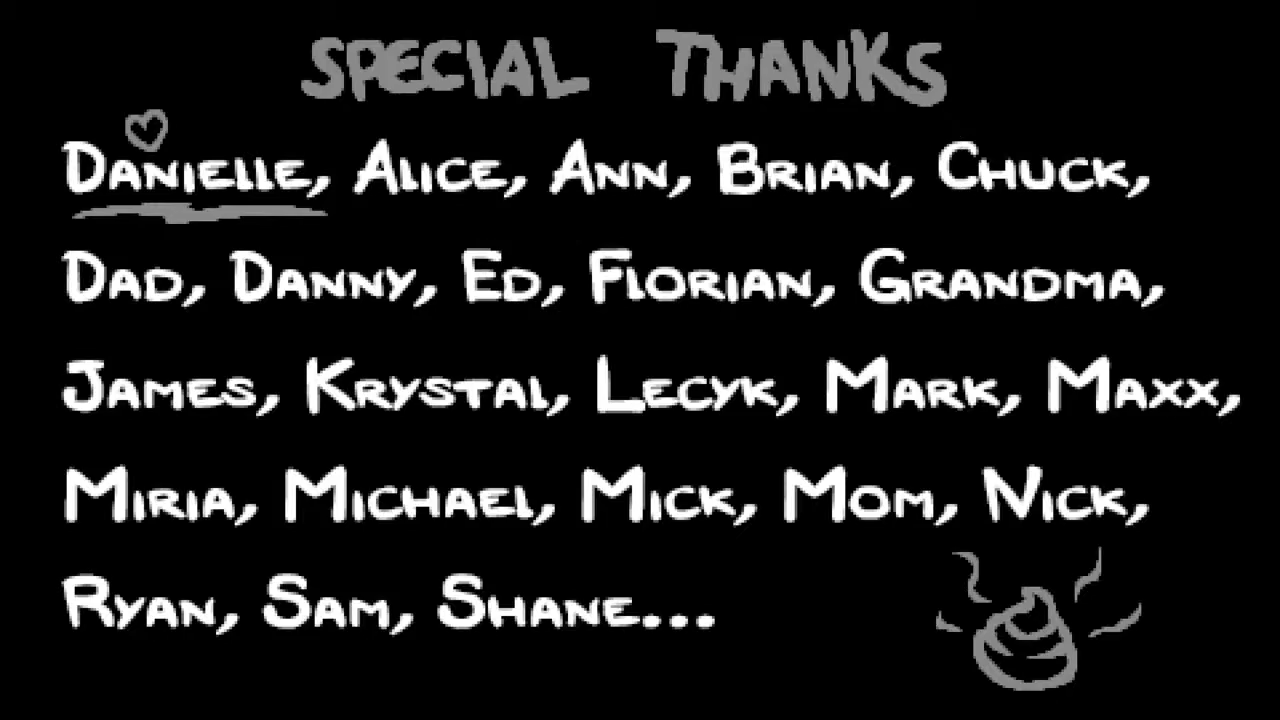 SPECIAL THANKS
DANIELLE, ALICE, ANN, BRIAN, CHUCK,
DAD, DANNY, ED, FLORIAN, GRANDMA,
JAMES, KRYSTAL, LECYK, MARK, MAXX,
MIRIA, MICHAEL, MICK, MOM, NICK,
RYAN, SAM, SHANE...